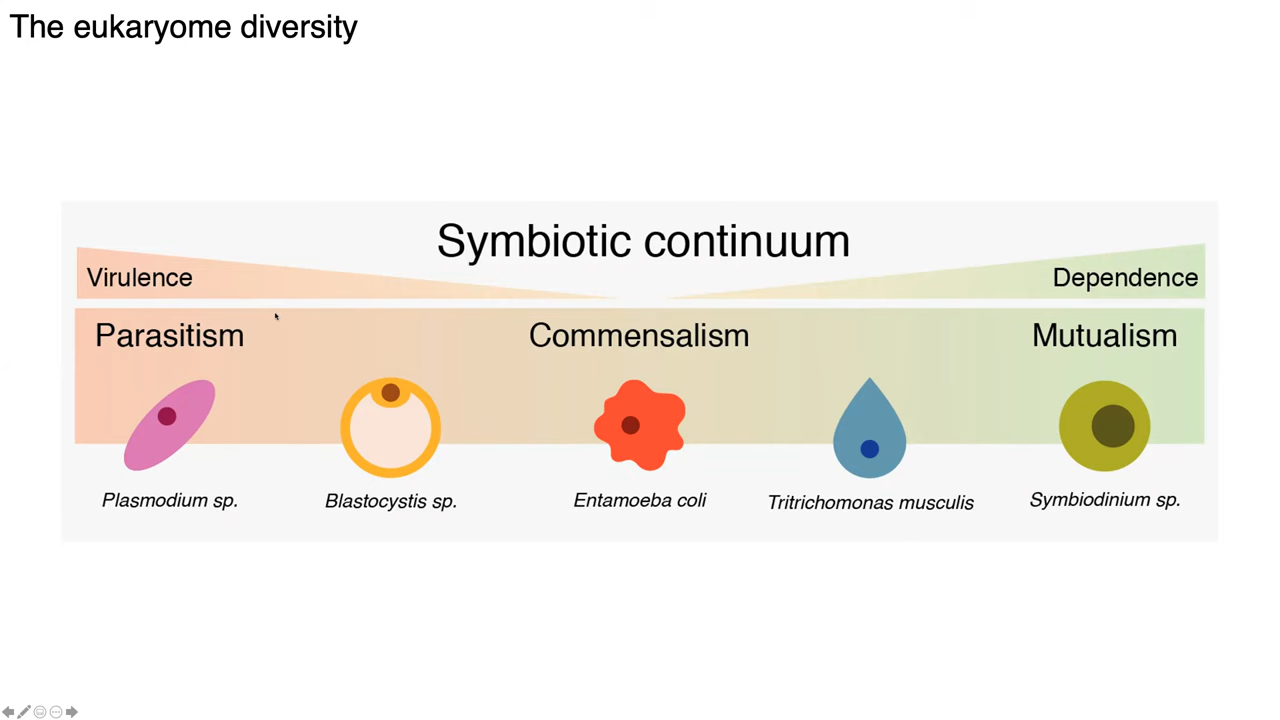 The eukaryome diversity
Symbiotic continuum
Virulence
Dependence
Parasitism
Commensalism
Mutualism
Plasmodium sp.
Blastocystis sp.
Entamoeba coli
Tritrichomonas musculis
Symbiodinium sp.